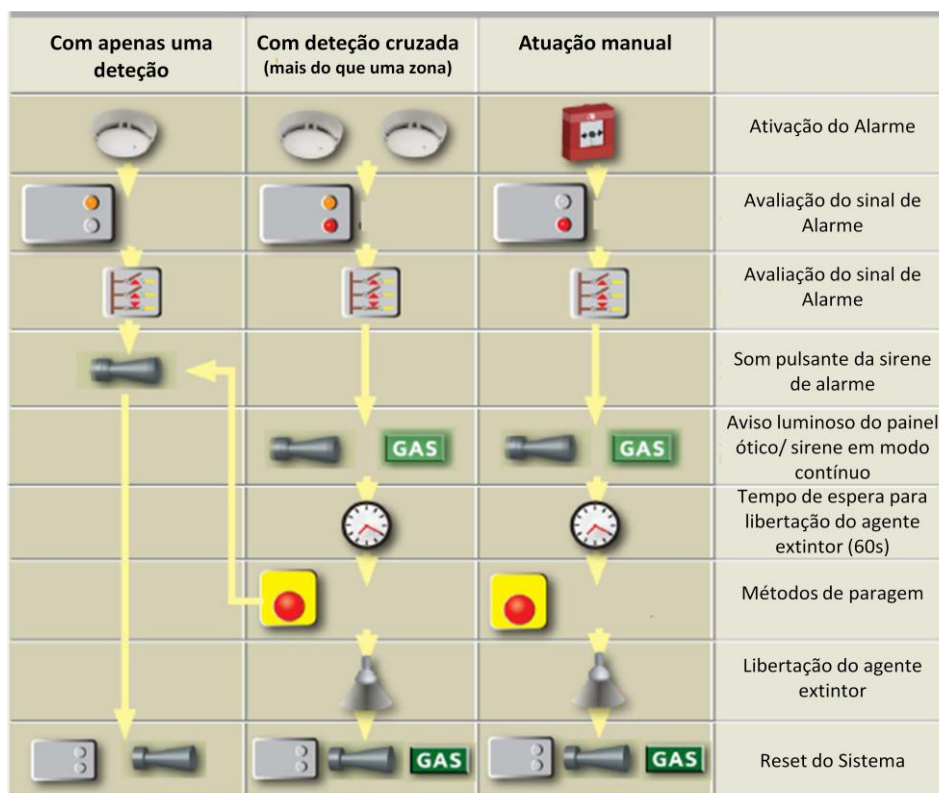 Com apenas uma
deteção
Com deteção cruzada
(mais do que uma zona)
Atuação manual
Ativação do Alarme
Avaliação do sinal de
Alarme
Avaliação do sinal de
Alarme
Som pulsante da sirene
de alarme
GAS
GAS
Aviso luminoso do painel
ótico/ sirene em modo
contínuo
Tempo de espera para
libertação do agente
extintor (60s)
Métodos de paragem
Libertação do agente
extintor
GAS
GAS
Reset do Sistema